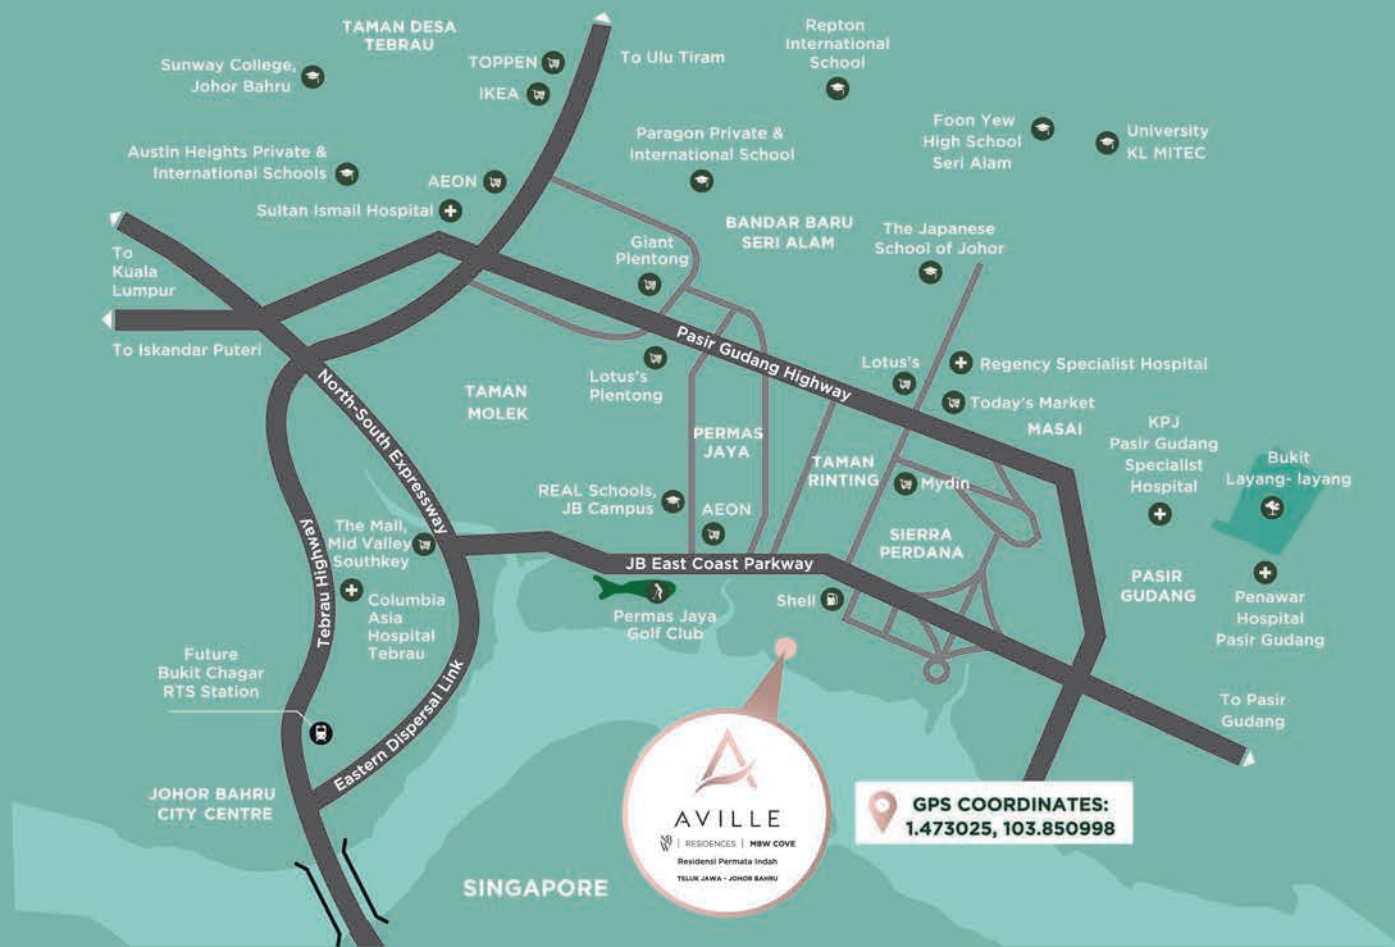 TAMAN DESA
TEBRAU
Sunway College,
Johor Bahru
TOPPEN
IKEA
To Ulu Tiram
Repton
International
School
Foon Yew
High School
Seri Alam
University
KL MITEC
Austin Heights Private &
International Schools
AEON
Sultan Ismail Hospital
Paragon Private &
International School
BANDAR BARU
SERI ALAM
The Japanese
School of Johor
To
Kuala
Lumpur
To Iskandar Puteri
Giant
Plentong
Pasir Gudang Highway
Lotus's
Plentong
Lotus's
Regency Specialist Hospital
Today's Market
MASAI
TAMAN
MOLEK
North-South Expressway
PERMAS
JAYA
TAMAN
RINTING
Mydin
KPJ
Pasir Gudang
Specialist
Hospital
Bukit
Layang- layang
REAL Schools,
JB Campus
AEON
SIERRA
PERDANA
The Mall,
Mid Valley
Southkey
Tebrau Highway
JB East Coast Parkway
PASIR
GUDANG
Columbia
Asia
Hospital
Tebrau
Permas Jaya
Golf Club
Shell
Penawar
Hospital
Pasir Gudang
Future
Bukit Chagar
RTS Station
Eastern Dispersal Link
To Pasir
Gudang
JOHOR BAHRU
CITY CENTRE
AVILLE
MBW | RESIDENCES | MBW COVE
Residensi Permata Indah
TELUK JAWA - JOHOR BAHRU
GPS COORDINATES:
1.473025, 103.850998
SINGAPORE